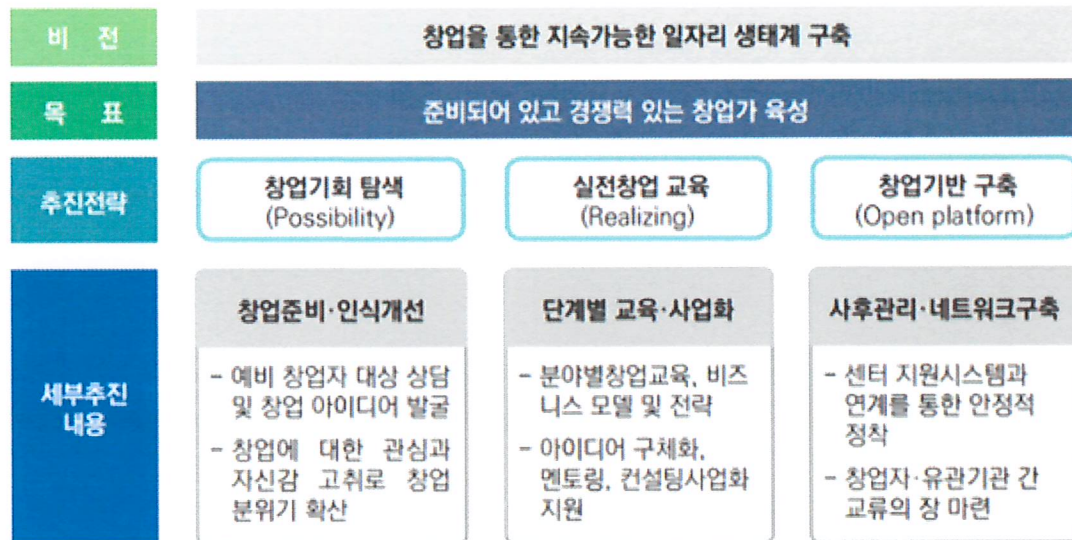 비 전
창업을 통한 지속가능한 일자리 생태계 구축
목 표
준비되어 있고 경쟁력 있는 창업가 육성
추진전략
창업기회 탐색
(Possibility)
실전창업 교육
(Realizing)
창업기반 구축
(Open platform)
세부추진
내용
창업준비·인식개선
- 예비 창업자 대상 상담
및 창업 아이디어 발굴
- 창업에 대한 관심과
자신감 고취로 창업
분위기 확산
단계별 교육·사업화
- 분야별창업교육, 비즈
니스 모델 및 전략
- 아이디어 구체화,
멘토링, 컨설팅사업화
지원
사후관리·네트워크구축
- 센터 지원시스템과
연계를 통한 안정적
정착
- 창업자·유관기관 간
교류의 장 마련